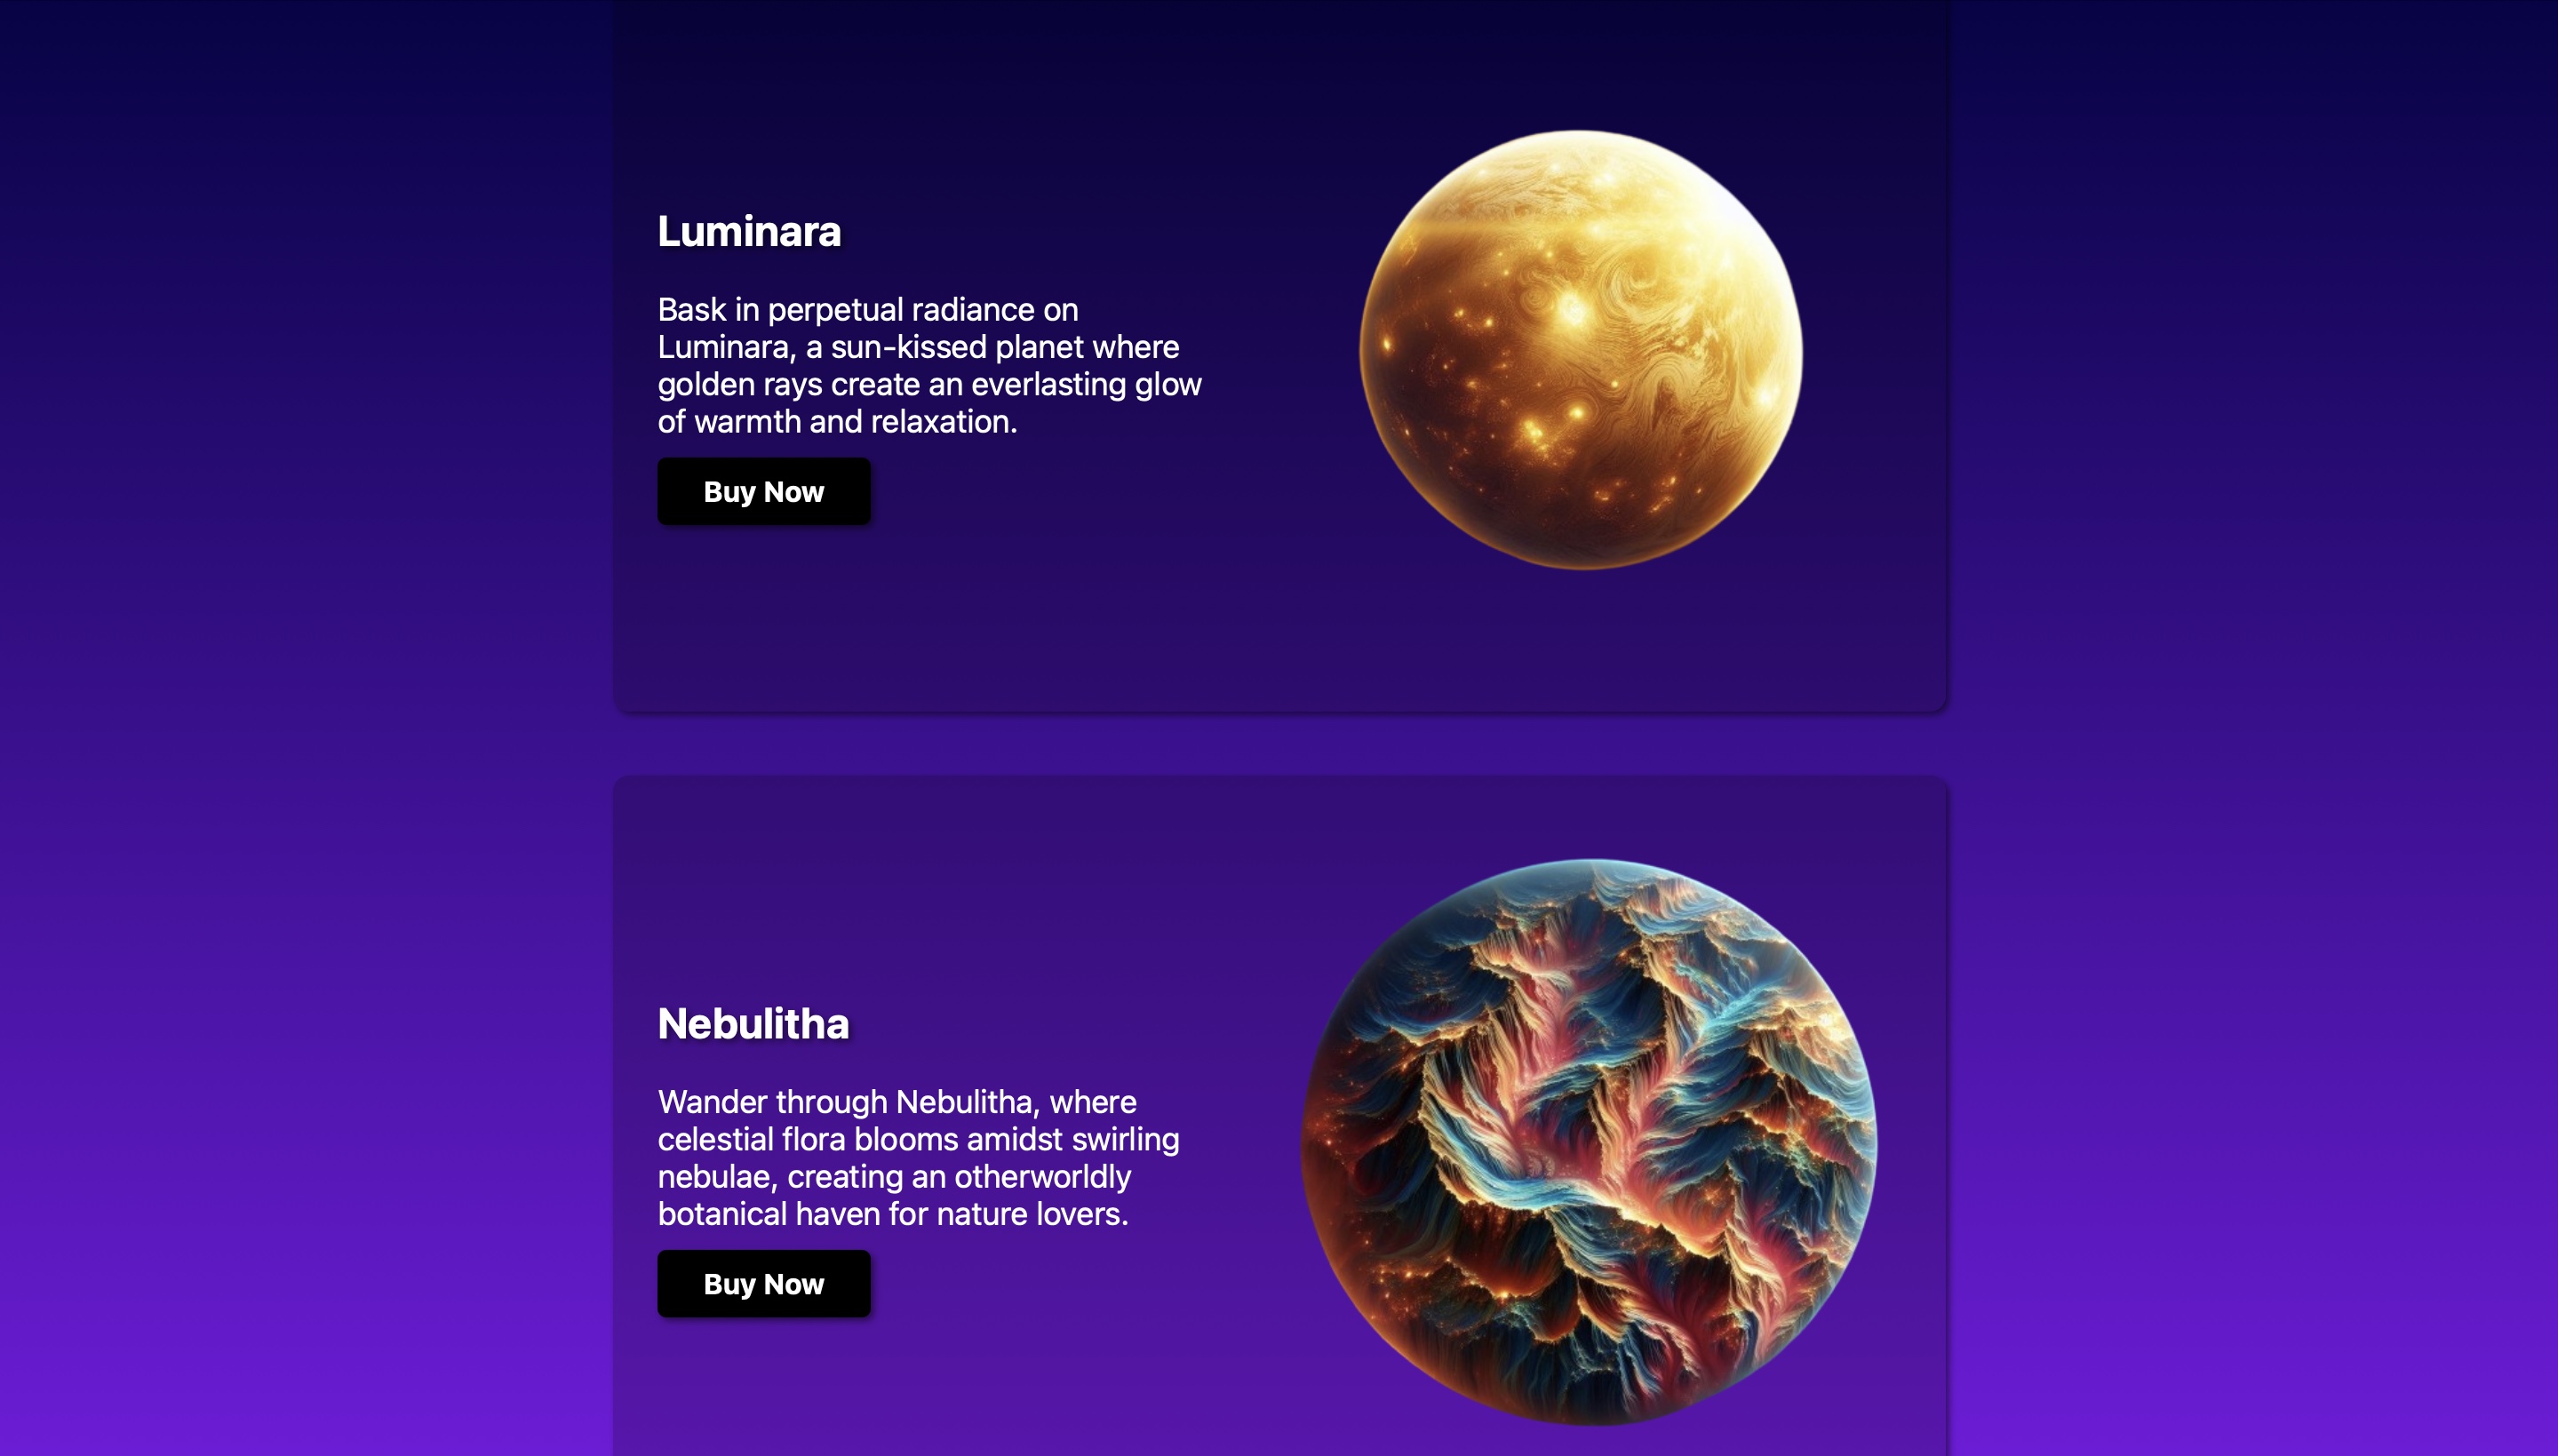 Luminara
Bask in perpetual radiance on
Luminara, a sun-kissed planet where
golden rays create an everlasting glow
of warmth and relaxation.
Buy Now
Nebulitha
Wander through Nebulitha, where
celestial flora blooms amidst swirling
nebulae, creating an otherworldly
botanical haven for nature lovers.
Buy Now